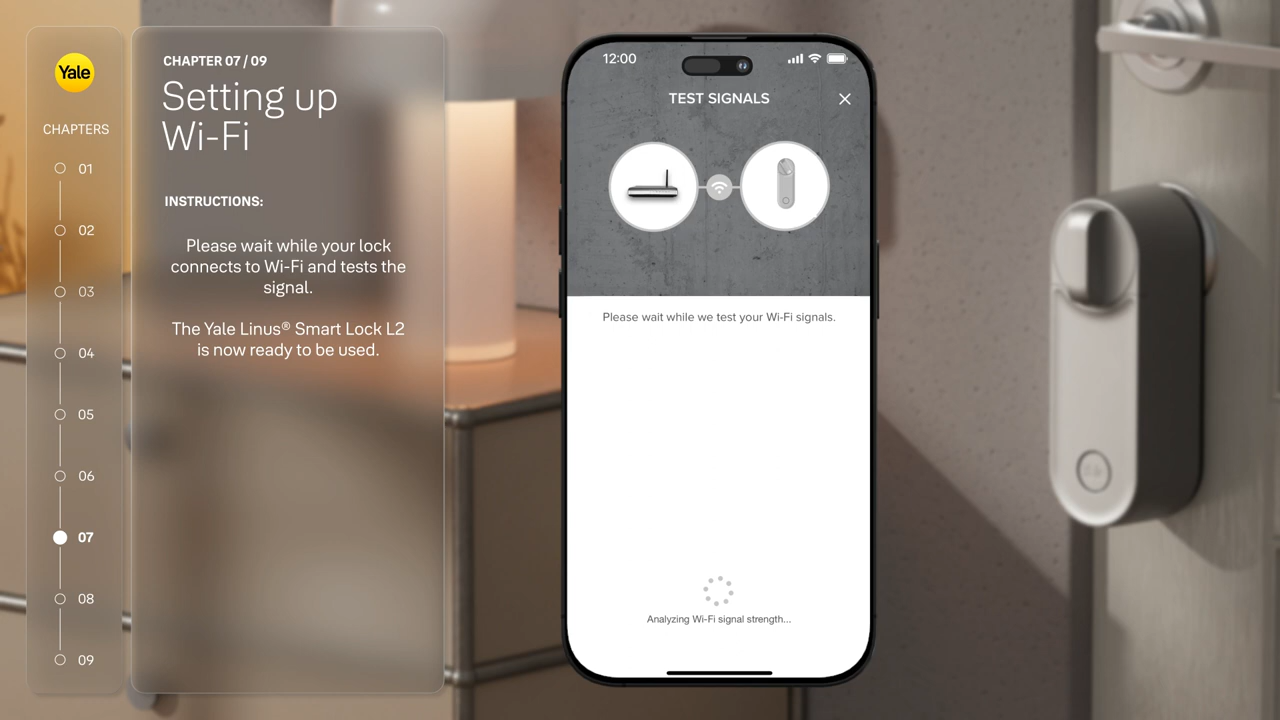 Yale
CHAPTERS
01
02
03
04
05
06
07
08
09
CHAPTER 07 / 09
Setting up
Wi-Fi
INSTRUCTIONS:
Please wait while your lock
connects to Wi-Fi and tests the
signal.
The Yale Linus® Smart Lock L2
is now ready to be used.
12:00
TEST SIGNALS
Please wait while we test your Wi-Fi signals.
Analyzing Wi-Fi signal strength...